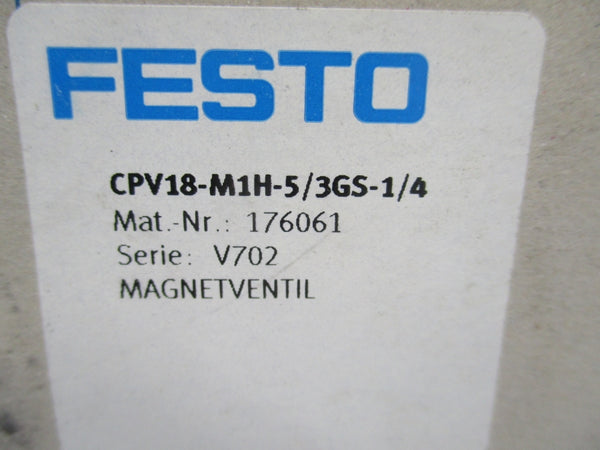 FESTO
CPV18-M1H-5/3GS-1/4
Mat.-Nr.: 176061
Serie: V702
MAGNETVENTIL